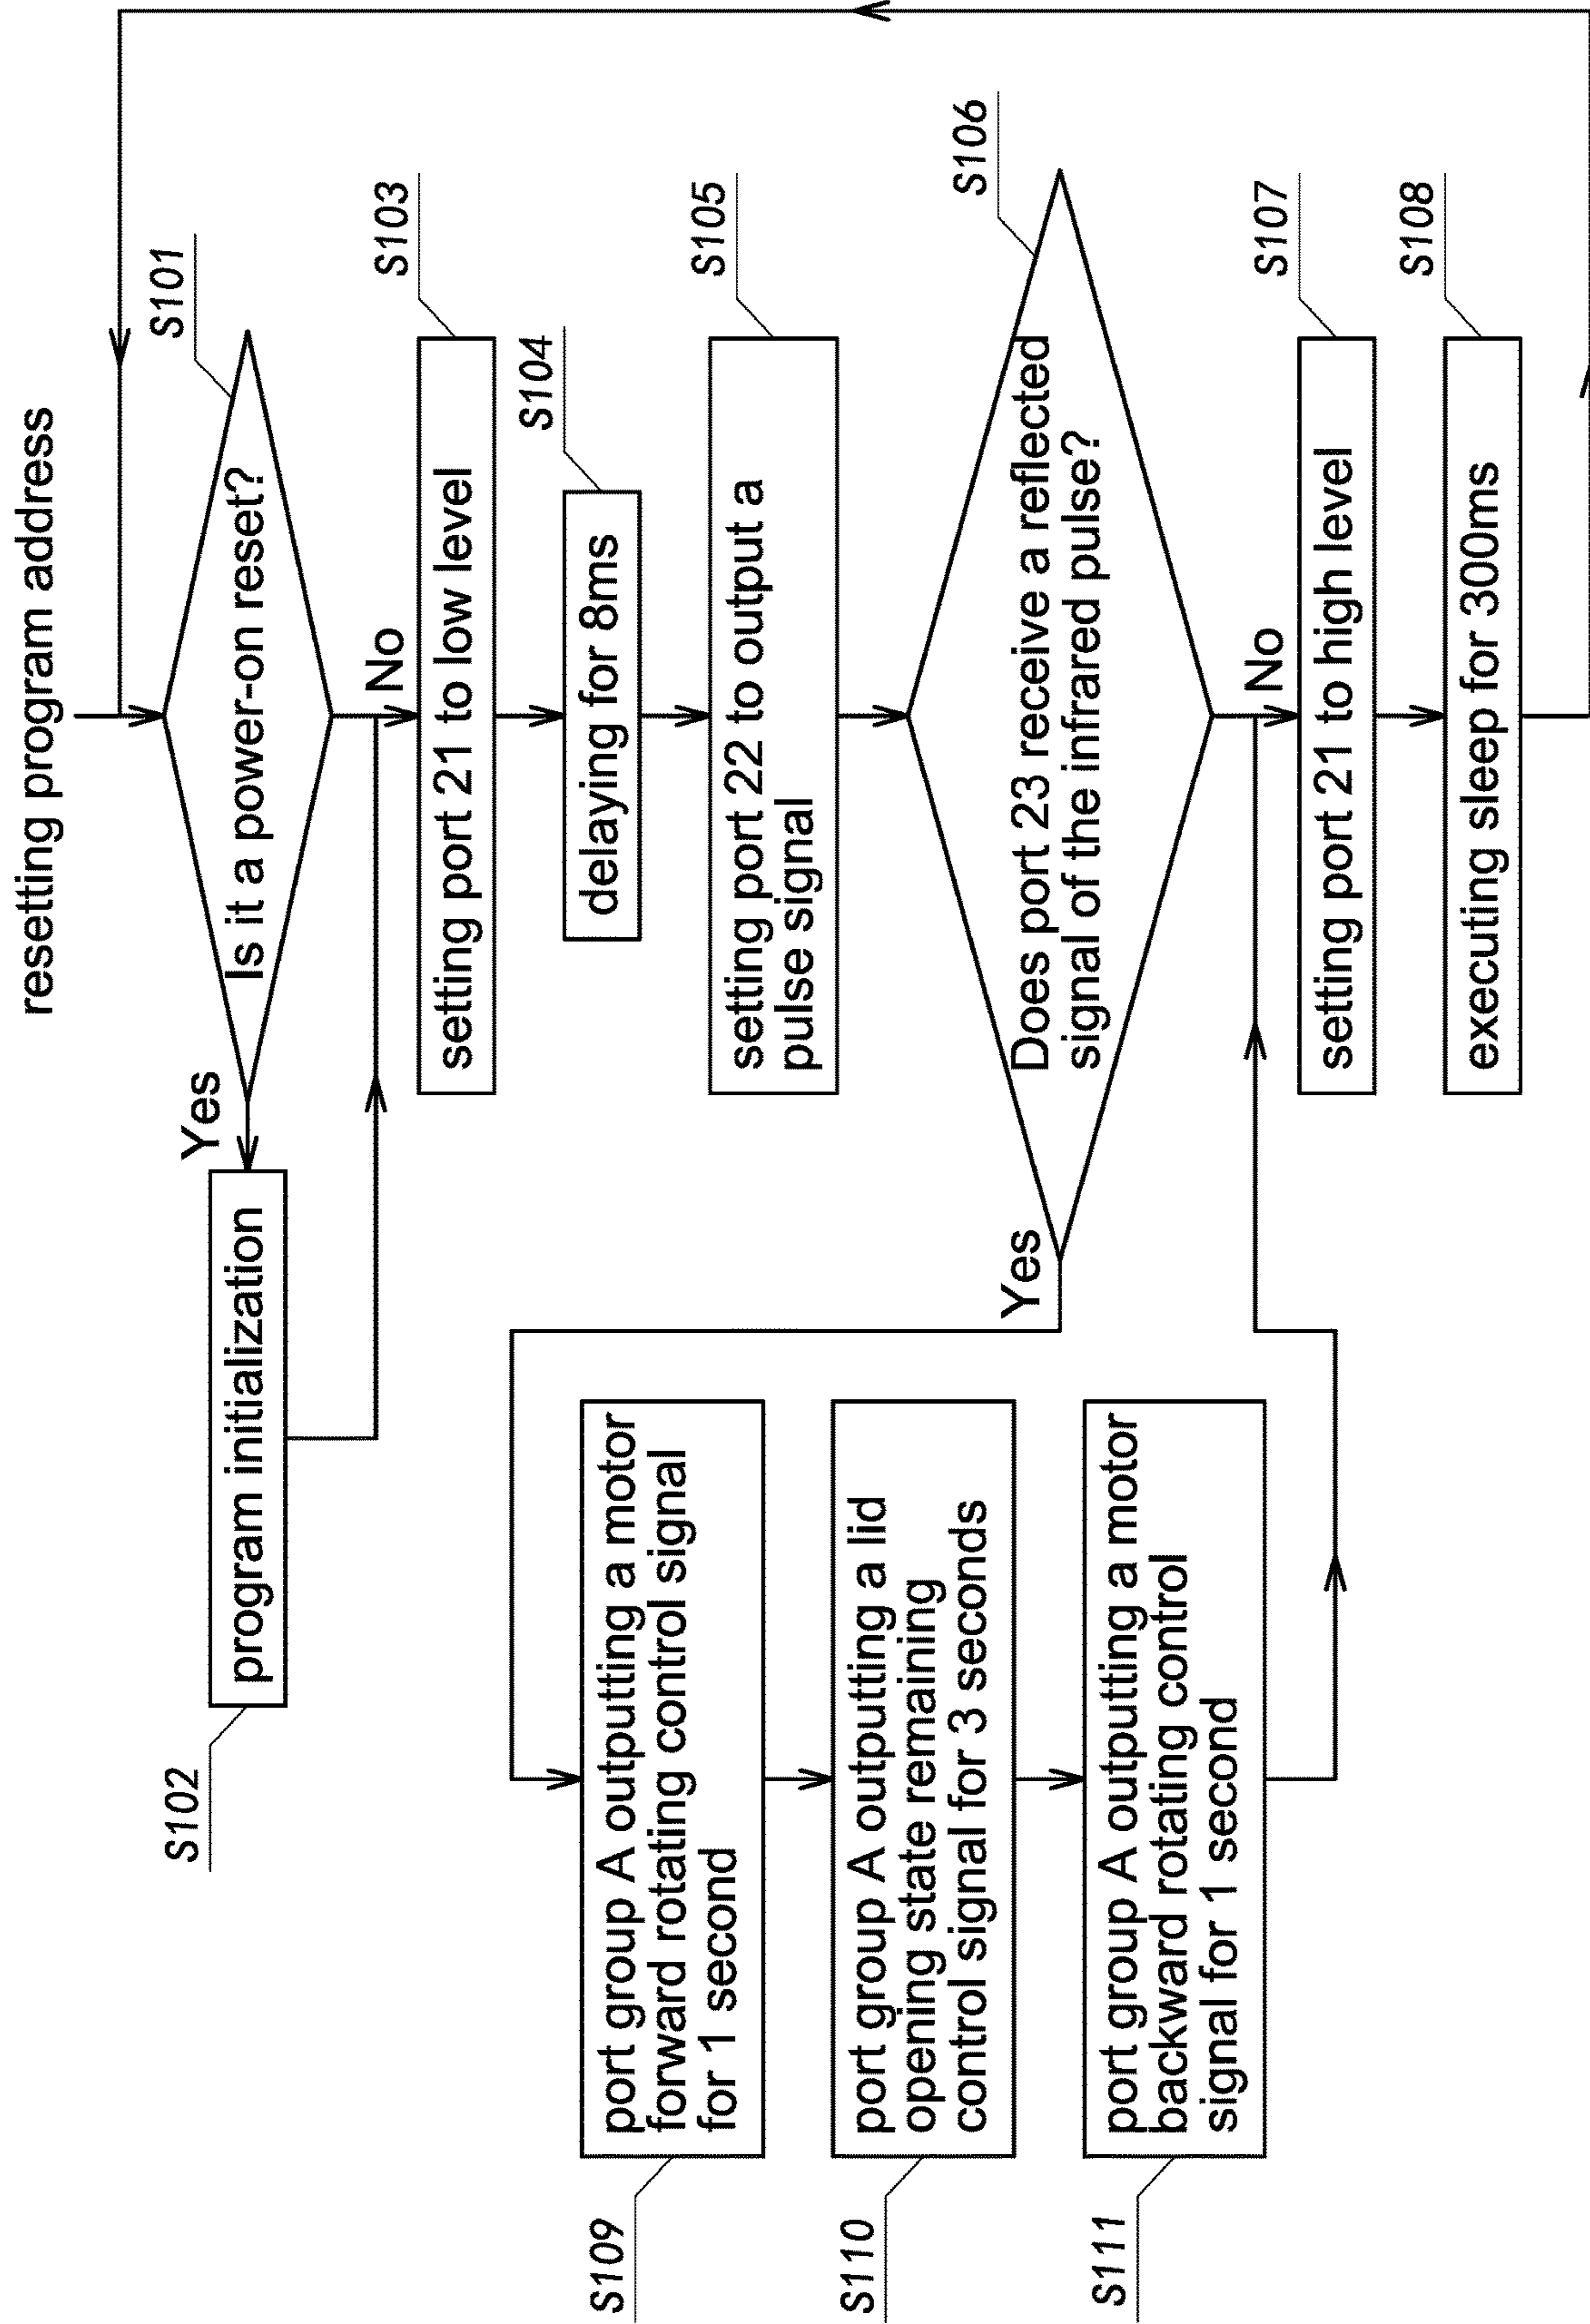 resetting program address
S101
Is it a power-on reset?
Yes
No
S102
program initialization
S103
setting port 21 to low level
S104
delaying for 8ms
S105
setting port 22 to output a
pulse signal
S106
Does port 23 receive a reflected
signal of the infrared pulse?
Yes
No
S109
port group A outputting a motor
forward rotating control signal
for 1 second
S110
port group A outputting a lid
opening state remaining
control signal for 3 seconds
S111
port group A outputting a motor
backward rotating control
signal for 1 second
S107
setting port 21 to high level
S108
executing sleep for 300ms